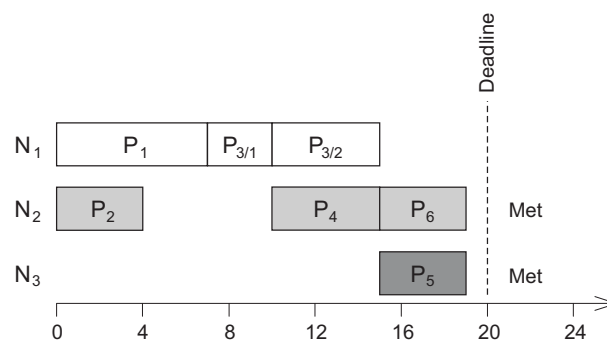 Deadline
N1 P1 P3/1 P3/2
N2 P2 P4 P6 Met
N3 P5 Met
0 4 8 12 16 20 24